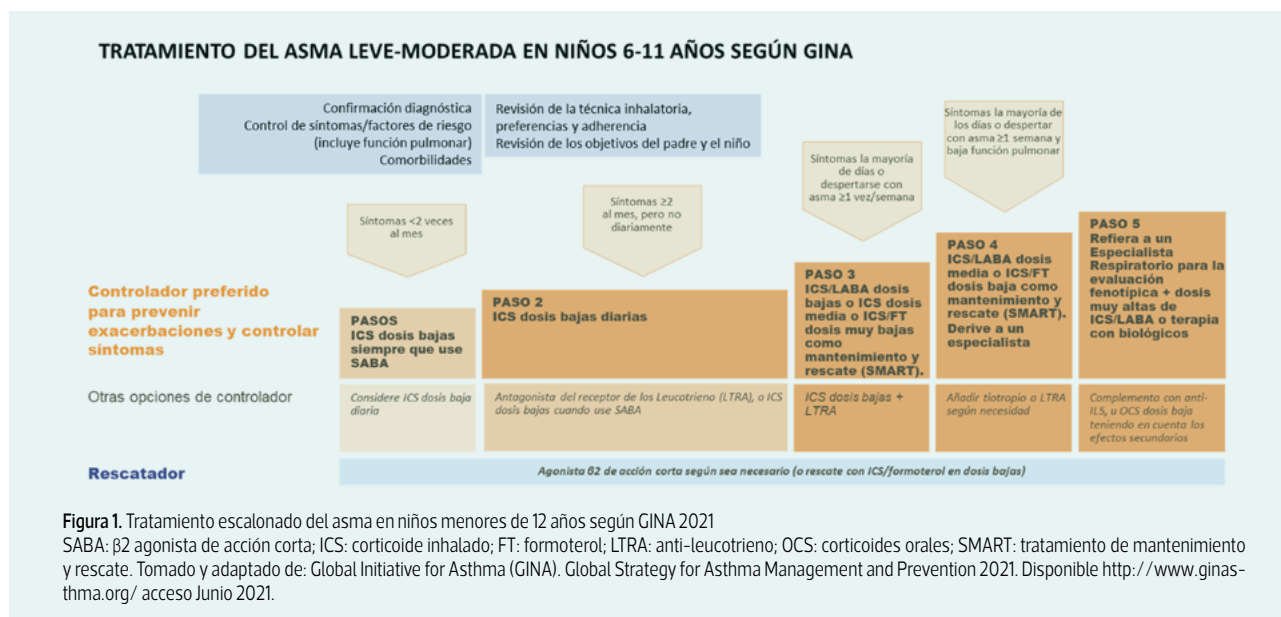 TRATAMIENTO DEL ASMA LEVE-MODERADA EN NIÑOS 6-11 AÑOS SEGÚN GINA
Confirmación diagnóstica
Control de síntomas/factores de riesgo
(incluye función pulmonar)
Comorbilidades
Revisión de la técnica inhalatoria,
preferencias y adherencia
Revisión de los objetivos del padre y el niño
Síntomas <2 veces
al mes
Síntomas ≥2
al mes, pero no
diariamente
Síntomas la mayoría
de días o
despertarse con
asma ≥1 vez/semana
Síntomas la mayoría de
los días o despertar
con asma ≥1 semana y
baja función pulmonar
Controlador preferido
para prevenir
exacerbaciones y controlar
síntomas
PASOS
ICS dosis bajas
siempre que use
SABA
PASO 2
ICS dosis bajas diarias
PASO 3
ICS/LABA dosis
bajas o ICS dosis
media o ICS/FT
dosis muy bajas
como
mantenimiento y
rescate (SMART).
PASO 4
ICS/LABA dosis
media o ICS/FT
dosis baja como
mantenimiento y
rescate (SMART).
Derive a un
especialista
PASO 5
Refiera a un
Especialista
Respiratorio para la
evaluación
fenotípica + dosis
muy altas de
ICS/LABA o terapia
con biológicos
Otras opciones de controlador
Considere ICS dosis baja
diaria
Antagonista del receptor de los Leucotrieno (LTRA), o ICS
dosis bajas cuando use SABA
ICS dosis bajas +
LTRA
Añadir tiotropio o LTRA
según necesidad
Complemento con anti-
IL5, u OCS dosis baja
teniendo en cuenta los
efectos secundarios
Rescatador
Agonista ß2 de acción corta según sea necesario (o rescate con ICS/formoterol en dosis bajas)
Figura 1. Tratamiento escalonado del asma en niños menores de 12 años según GINA 2021
SABA: β2 agonista de acción corta; ICS: corticoide inhalado; FT: formoterol; LTRA: anti-leucotrieno; OCS: corticoides orales; SMART: tratamiento de mantenimiento
y rescate. Tomado y adaptado de: Global Initiative for Asthma (GINA). Global Strategy for Asthma Management and Prevention 2021. Disponible http://www.ginas-
thma.org/ acceso Junio 2021.